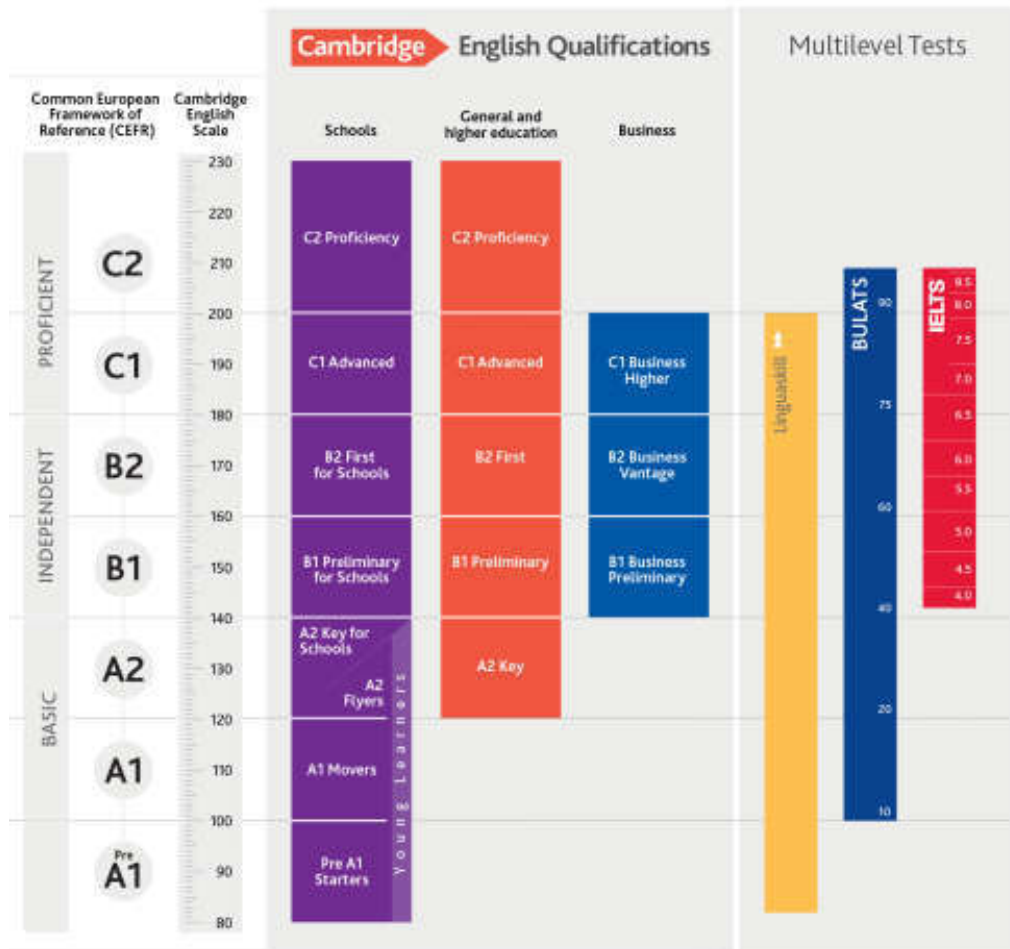 Cambridge English Qualifications
Multilevel Tests
Common European
Framework of
Reference (CEFR)
Cambridge
English
Scale
Schools
General and
higher education
Business
PROFICIENT
INDEPENDENT
BASIC
C2
C1
B2
B1
A2
A1
Pre
A1
230
220
210
200
190
180
170
160
150
140
130
120
110
100
90
80
C2 Proficiency
C1 Advanced
B2 First
for Schools
B1 Preliminary
for Schools
A2 Key for
Schools
A2
Flyers
A1 Movers
Pre A1
Starters
Young Learners
C2 Proficiency
C1 Advanced
B2 First
B1 Preliminary
A2 Key
C1 Business
Higher
B2 Business
Vantage
B1 Business
Preliminary
Linguaskill
BULATS
90
75
60
40
20
10
IELTS
8.5
8.0
7.5
7.0
6.5
6.0
5.5
5.0
4.5
4.0